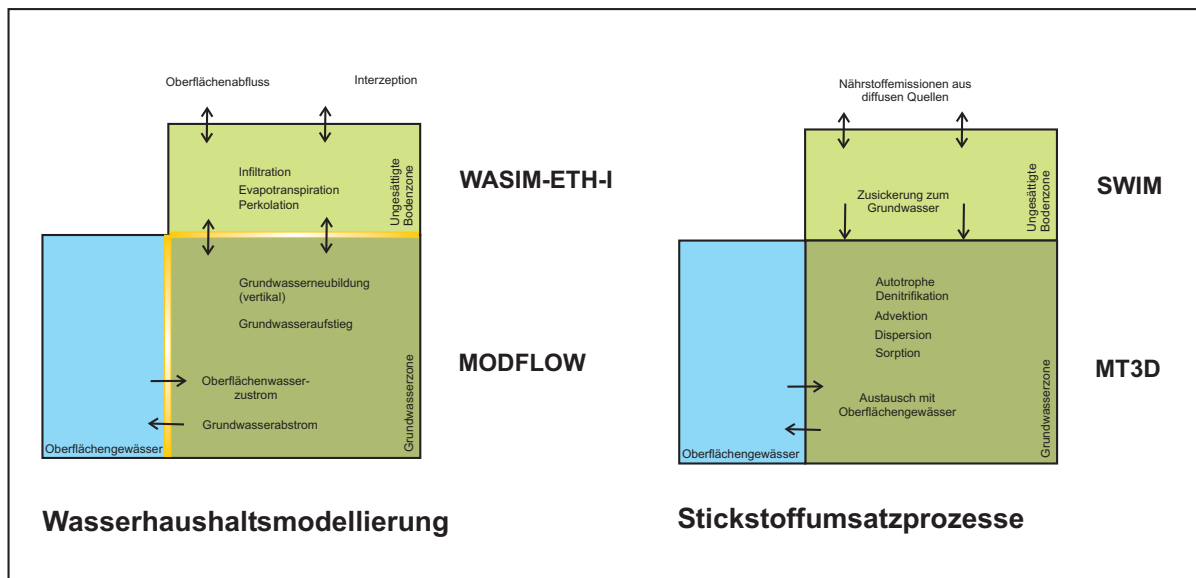 Oberflächenabfluss
Interzeption
Infiltration
Evapotranspiration
Perkolation
Ungesättigte
Bodenzone
WASIM-ETH-I
Grundwasserneubildung
(vertikal)
Grundwasseraufstieg
Oberflächenwasser-
zustrom
Grundwasserabstrom
Grundwasserzone
MODFLOW
Oberflächengewässer
Wasserhaushaltsmodellierung
Nährstoffemissionen aus
diffusen Quellen
Zusickerung zum
Grundwasser
Ungesättigte
Bodenzone
SWIM
Autotrophe
Denitrifikation
Advektion
Dispersion
Sorption
Austausch mit
Oberflächengewässer
Grundwasserzone
MT3D
Oberflächengewässer
Stickstoffumsatzprozesse